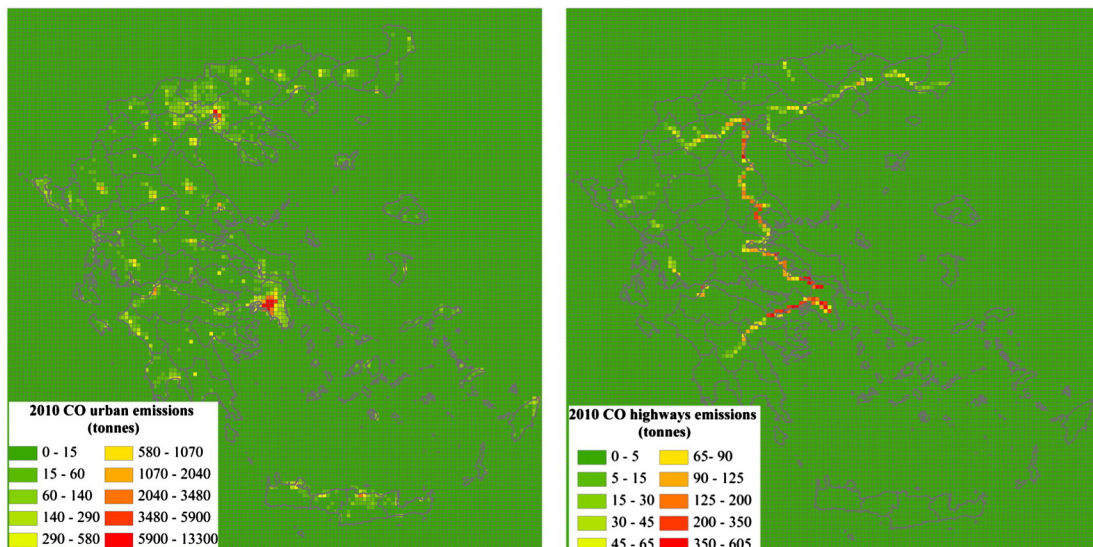 2010 CO urban emissions
(tonnes)
0 - 15
15 - 60
60 - 140
140 - 290
290 - 580
580 - 1070
1070 - 2040
2040 - 3480
3480 - 5900
5900 - 13300
2010 CO highways emissions
(tonnes)
0 - 5
5 - 15
15 - 30
30 - 45
45 - 65
65- 90
90 - 125
125 - 200
200 - 350
350 - 605